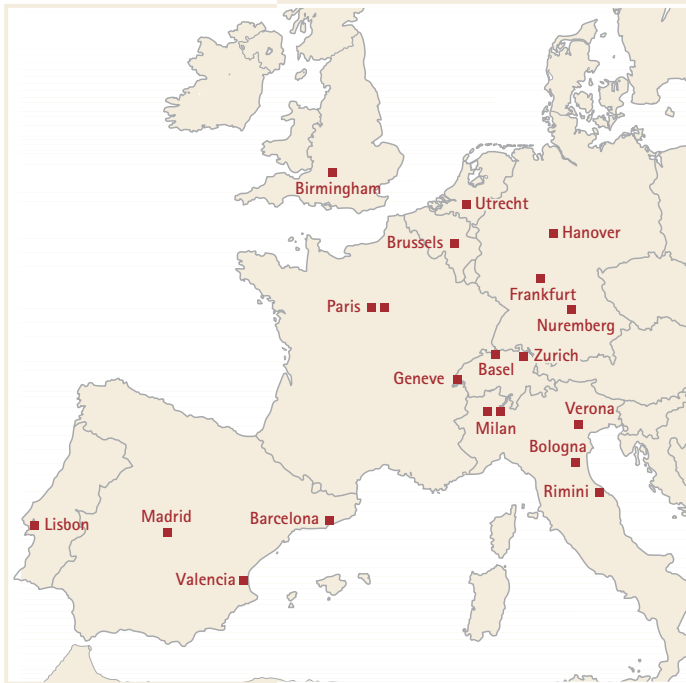 Birmingham
Utrecht
Hanover
Brussels
Frankfurt
Paris
Nuremberg
Zurich
Basel
Geneve
Verona
Milan
Bologna
Rimini
Madrid
Barcelona
Lisbon
Valencia